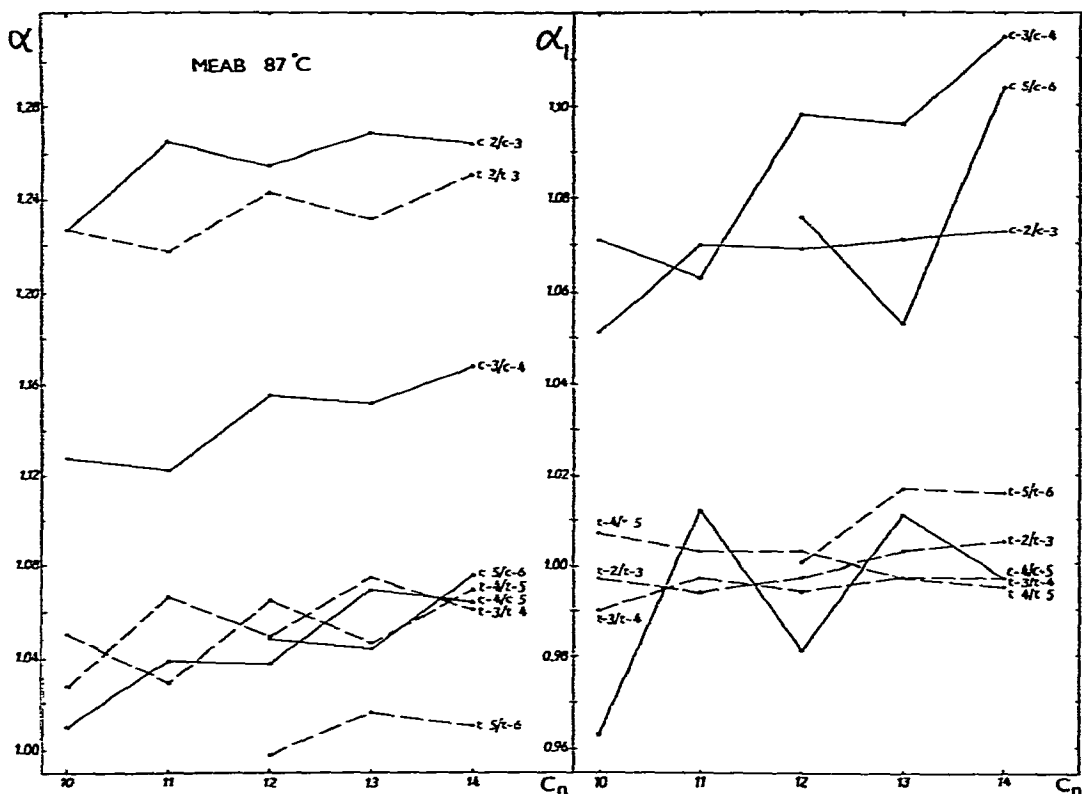 α
MEAB 87°C
1.28
1.24
1.20
1.16
1.12
1.08
1.04
1.00
c 2/c-3
t 2/t 3
c-3/c-4
c 5/c-6
t-4/t-5
c-4/c 5
t-3/t 4
t 5/t-6
10 11 12 13 14
Cn
α1
1.10
1.08
1.06
1.04
1.02
1.00
0.98
0.96
c-3/c-4
c 5/c-6
c-2/c-3
t-5/t-6
t-4/t- 5
t-2/t-3
t-2/t-3
c-4/c-5
t-3/t-4
t 4/t 5
t-3/t-4
10 11 12 13 14
Cn